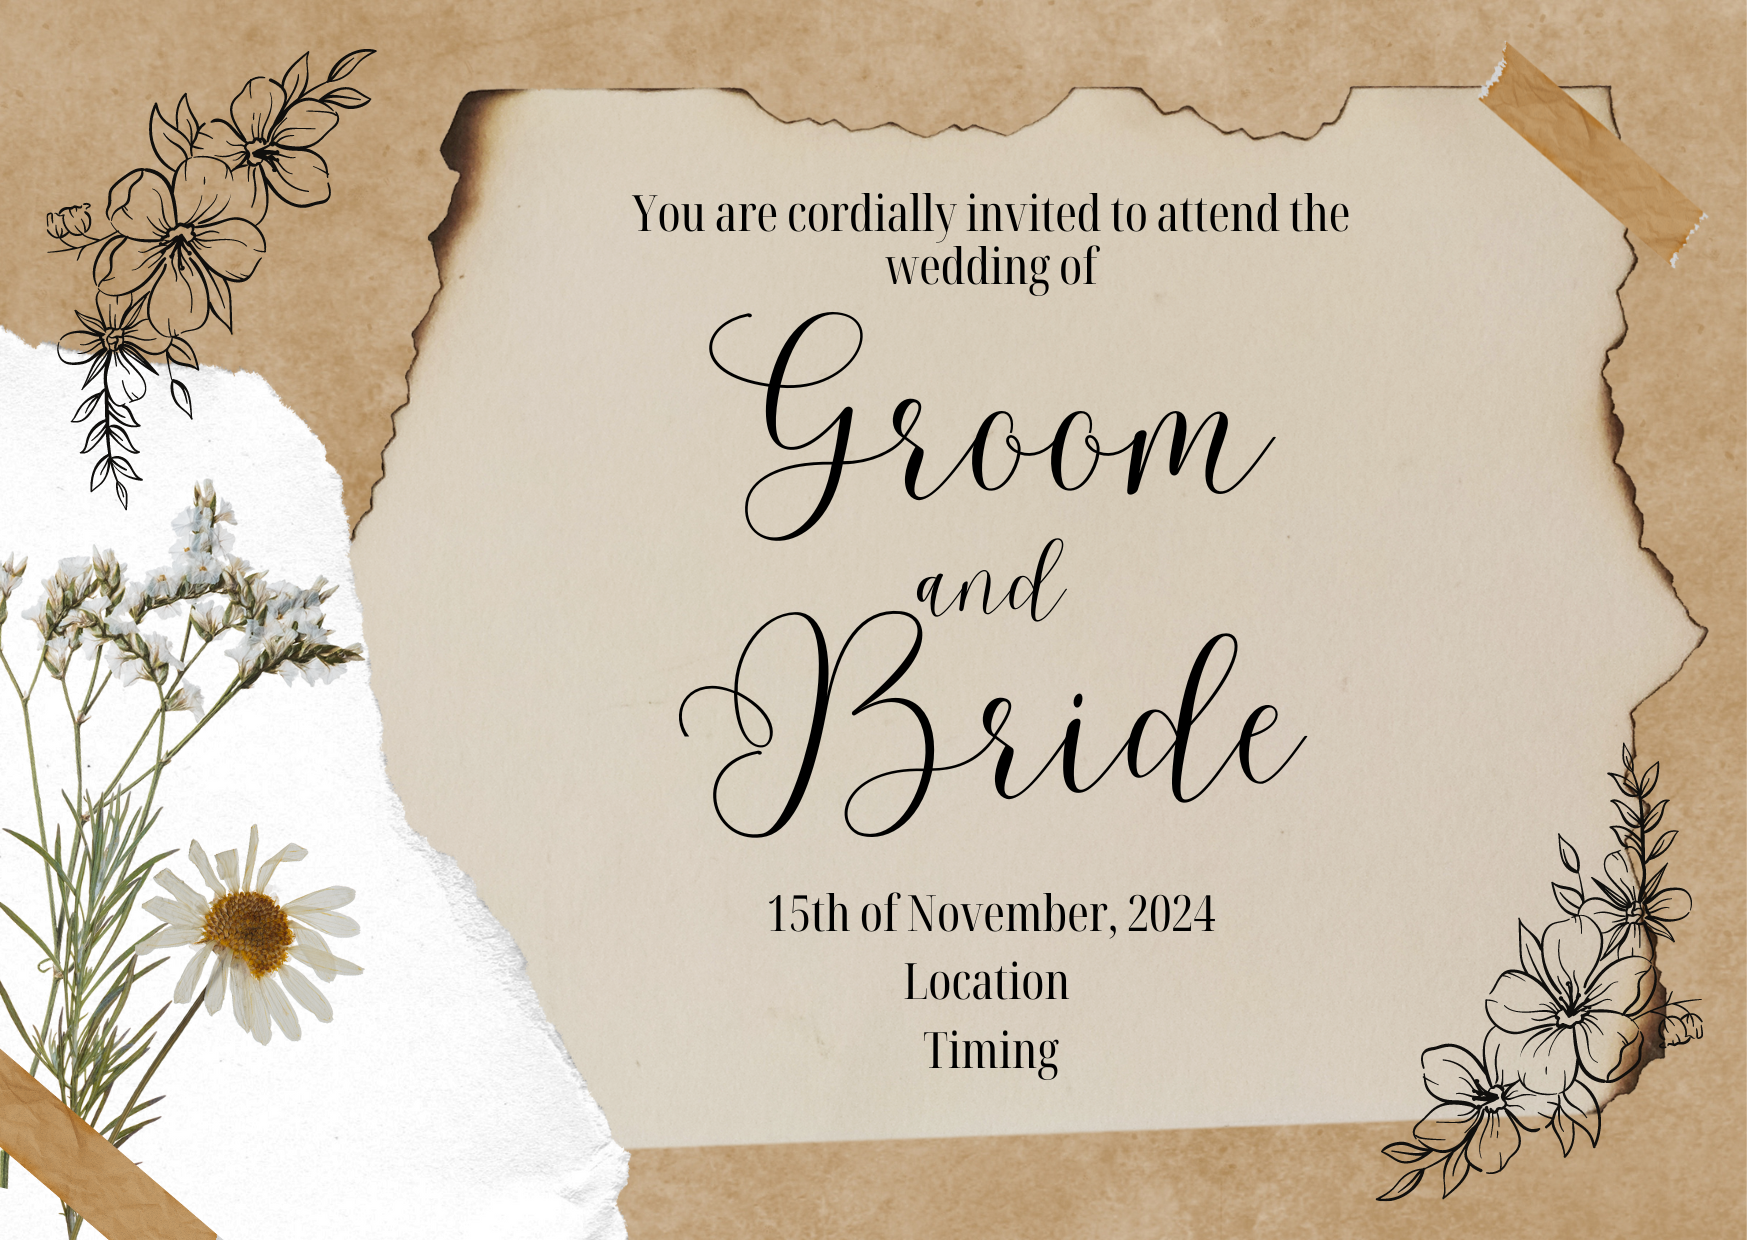 You are cordially invited to attend the
wedding of
Groom
and
Bride
15th of November, 2024
Location
Timing